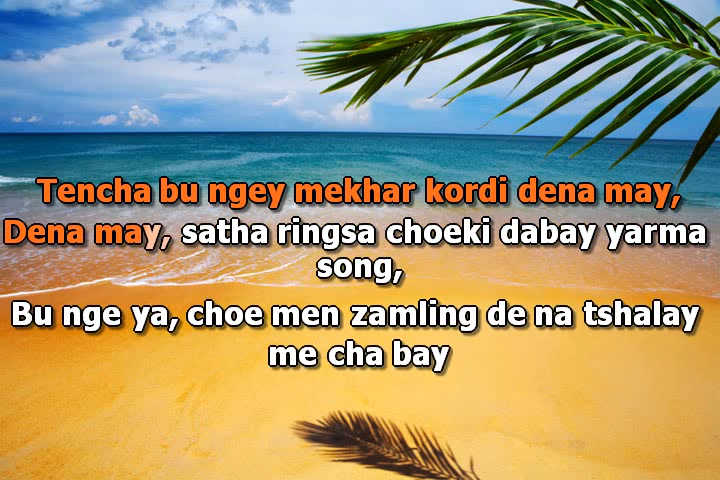 Tencha bu ngey mekhar kordi dena may,
Dena may, satha ringsa choeki dabay yarma
song,
Bu nge ya, choe men zamling de na tshalay
me cha bay